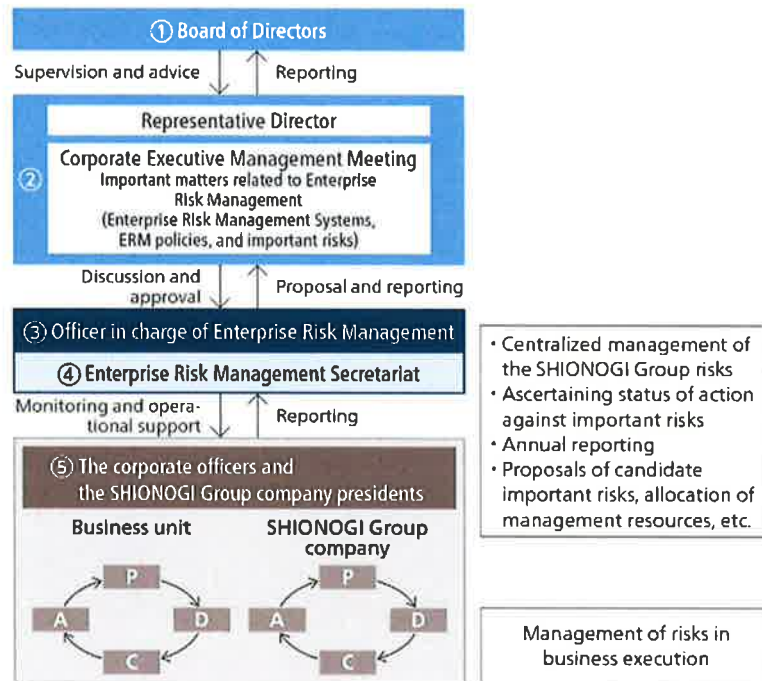 ① Board of Directors
Supervision and advice
Reporting
Representative Director
②
Corporate Executive Management Meeting
Important matters related to Enterprise
Risk Management
(Enterprise Risk Management Systems,
ERM policies, and important risks)
Discussion and
approval
Proposal and reporting
③ Officer in charge of Enterprise Risk Management
④ Enterprise Risk Management Secretariat
• Centralized management of
the SHIONOGI Group risks
• Ascertaining status of action
against important risks
• Annual reporting
• Proposals of candidate
important risks, allocation of
management resources, etc.
Monitoring and opera-
tional support
Reporting
⑤ The corporate officers and
the SHIONOGI Group company presidents
Business unit
P
A
D
C
SHIONOGI Group
company
P
A
D
C
Management of risks in
business execution